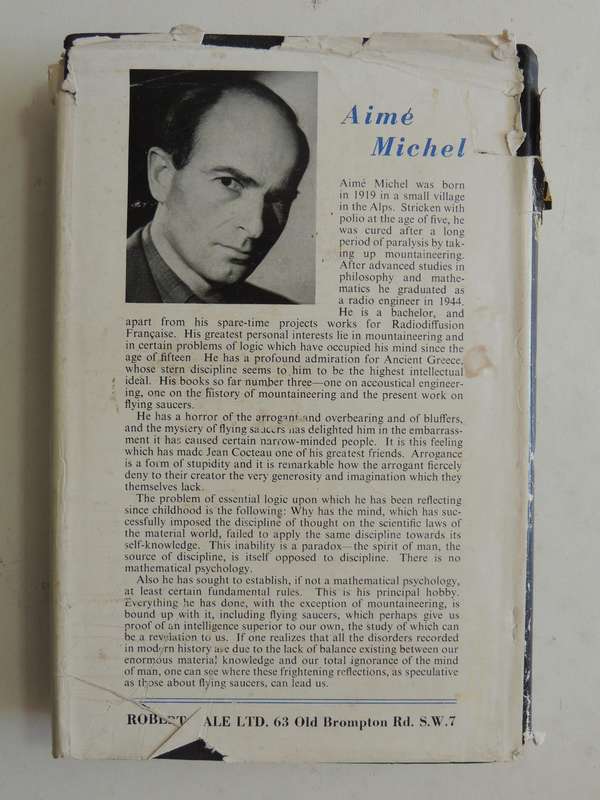 Aimé
Michel
Aimé Michel was born
in 1919 in a small village
in the Alps. Stricken with
polio at the age of five, he
was cured after a long
period of paralysis by tak-
ing up mountaineering.
After advanced studies in
philosophy and mathe-
matics he graduated as
a radio engineer in 1944.
He is a bachelor, and
apart from his spare-time projects works for Radiodiffusion
Française. His greatest personal interests lie in mountaineering and
in certain problems of logic which have occupied his mind since the
age of fifteen He has a profound admiration for Ancient Greece,
whose stern discipline seems to him to be the highest intellectual
ideal. His books so far number three—one on accoustical engineer-
ing, one on the history of mountaineering and the present work on
flying saucers.
He has a horror of the arrogant and overbearing and of bluffers,
and the mystery of flying saucers has delighted him in the embarrass-
ment it has caused certain narrow-minded people. It is this feeling
which has made Jean Cocteau one of his greatest friends. Arrogance
is a form of stupidity and it is remarkable how the arrogant fiercely
deny to their creator the very generosity and imagination which they
themselves lack.
The problem of essential logic upon which he has been reflecting
since childhood is the following: Why has the mind, which has suc-
cessfully imposed the discipline of thought on the scientific laws of
the material world, failed to apply the same discipline towards its
self-knowledge. This inability is a paradox—the spirit of man, the
source of discipline, is itself opposed to discipline. There is no
mathematical psychology.
Also he has sought to establish, if not a mathematical psychology,
at least certain fundamental rules. This is his principal hobby.
Everything he has done, with the exception of mountaineering, is
bound up with it, including flying saucers, which perhaps give us
proof of an intelligence superior to our own, the study of which can
be a revelation to us. If one realizes that all the disorders recorded
in modern history are due to the lack of balance existing between our
enormous material knowledge and our total ignorance of the mind
of man, one can see where these frightening reflections, as speculative
as those about flying saucers, can lead us.
ROBERT ALE LTD. 63 Old Brompton Rd. S.W.7